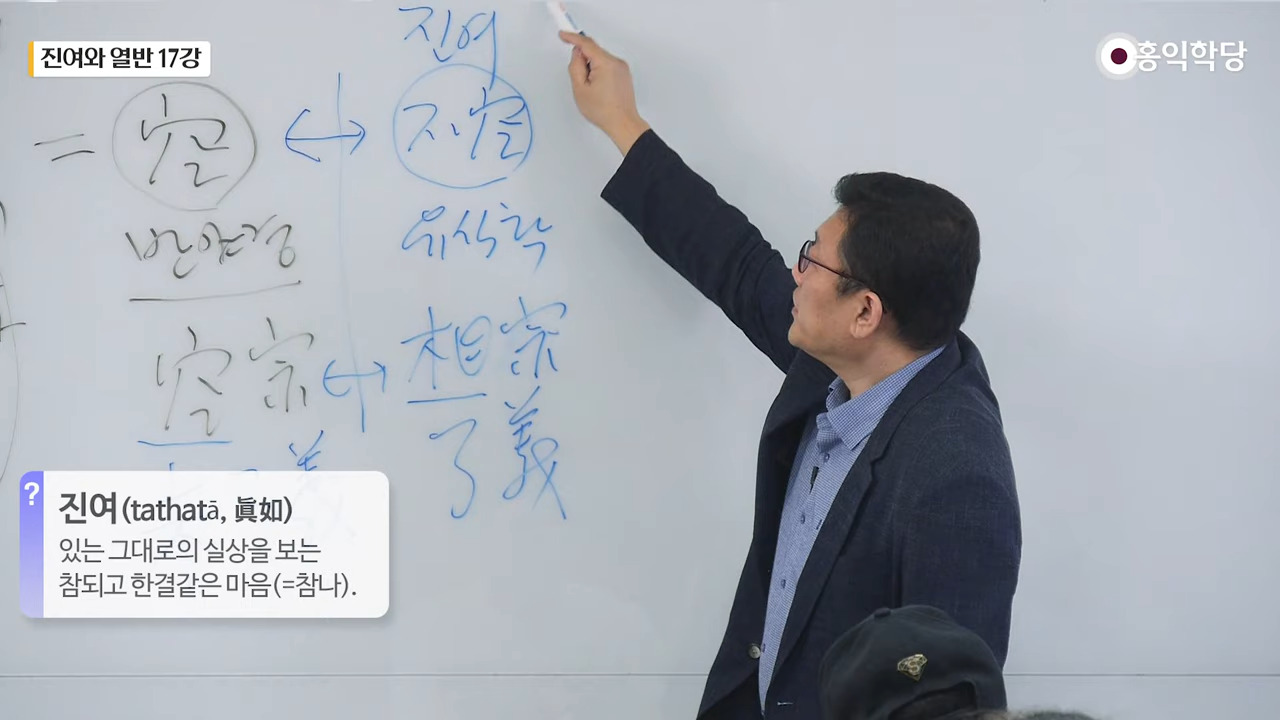 진여와 열반 17강
홍익학당
진여
= 空 ↔ 진空
반야경 유식학
空宗 ↔ 相宗
義 了義
?
진여(tathatā, 眞如)
있는 그대로의 실상을 보는
참되고 한결같은 마음(=참나).